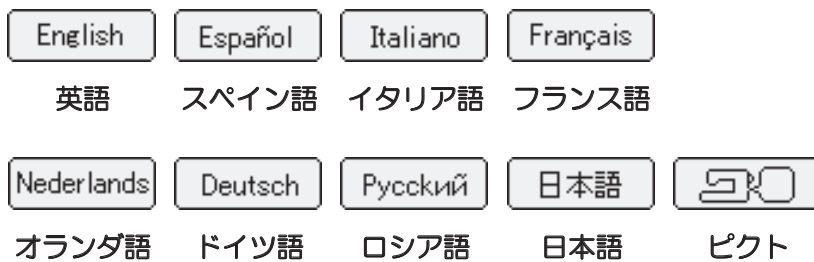 English Español Italiano Français
英語 スペイン語 イタリア語 フランス語
Nederlands Deutsch Русский 日本語
オランダ語 ドイツ語 ロシア語 日本語 ピクト